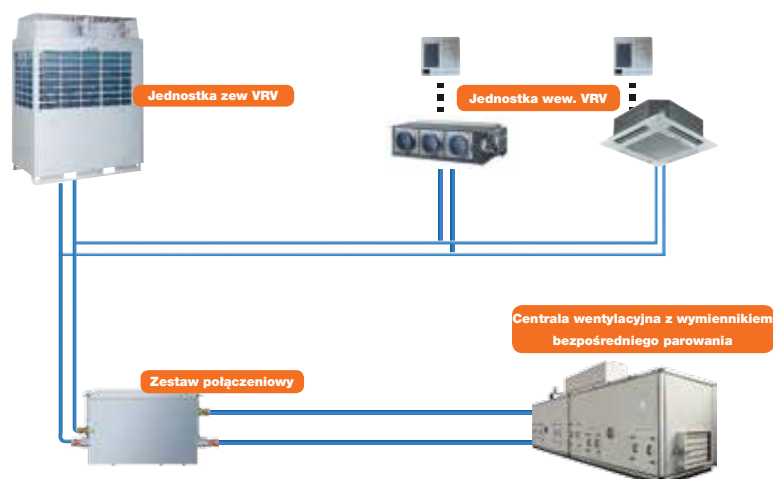 Jednostka zew VRV
Jednostka wew. VRV
Centrala wentylacyjna z wymiennikiem
bezpośredniego parowania
Zestaw połączeniowy